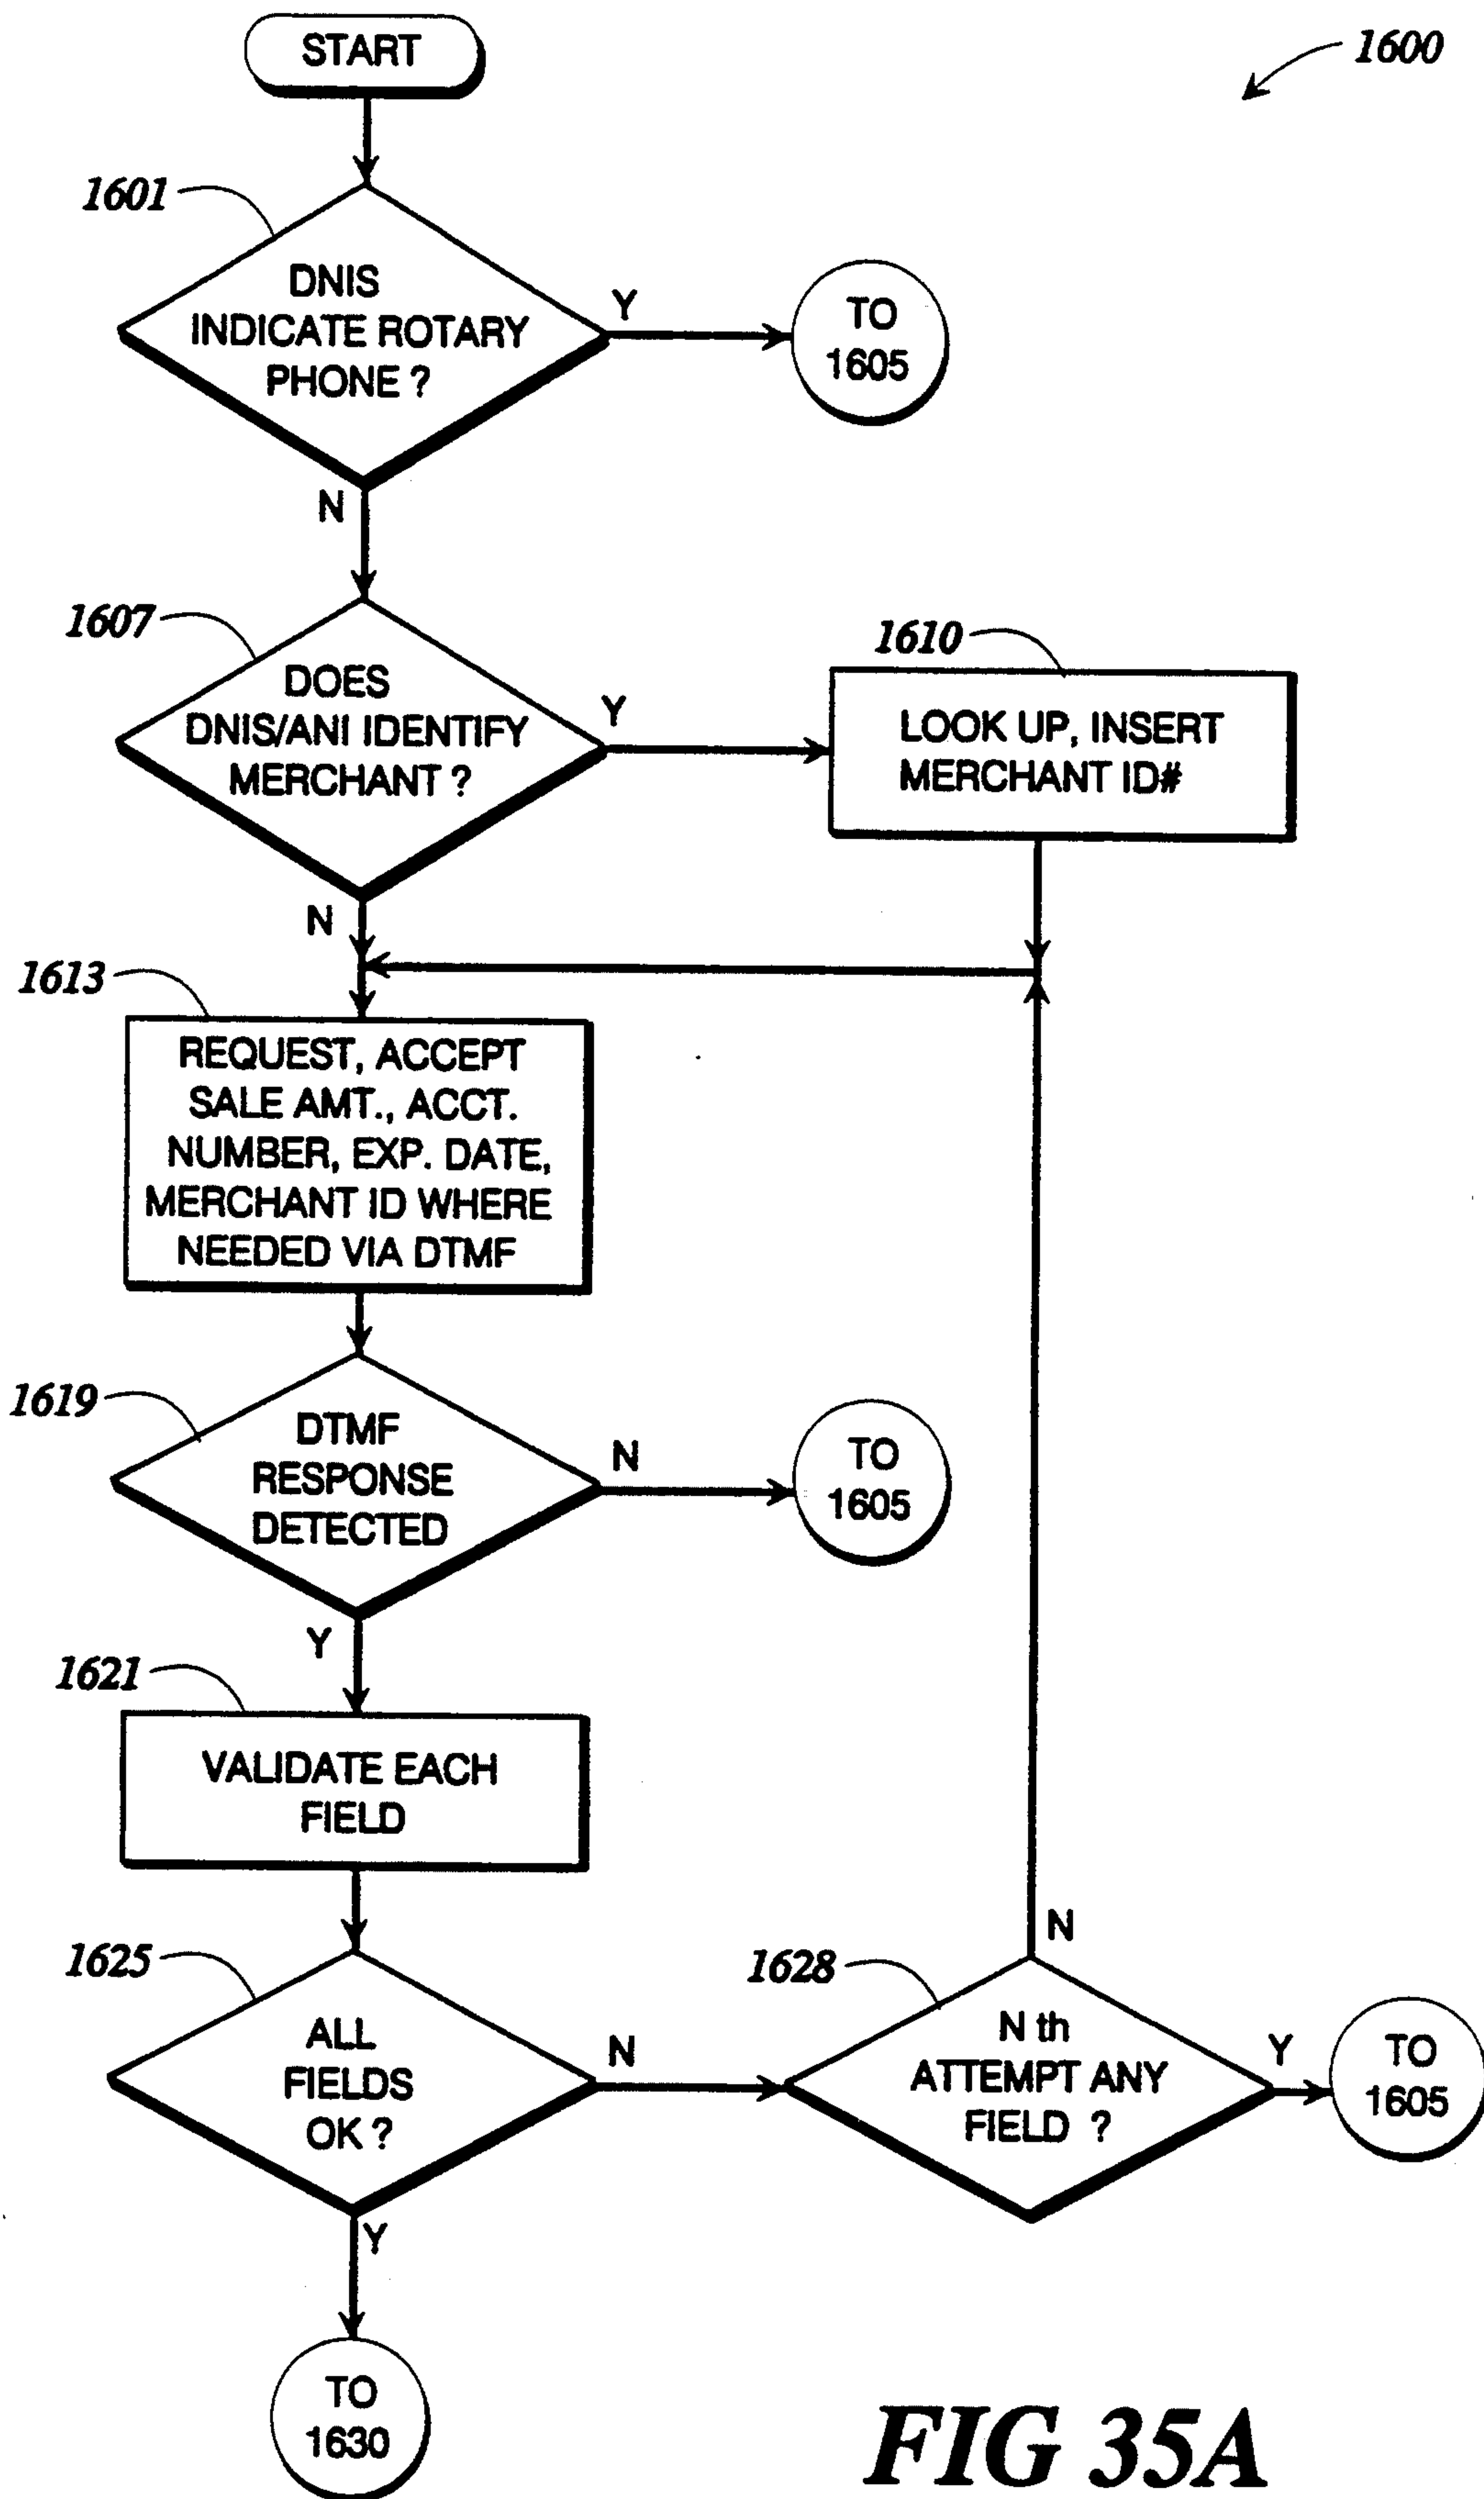 START
1600
1601
DNIS
INDICATE ROTARY
PHONE ?
Y
TO
1605
N
1607
DOES
DNIS/ANI IDENTIFY
MERCHANT ?
Y
1610
LOOK UP, INSERT
MERCHANT ID#
N
1613
REQUEST, ACCEPT
SALE AMT., ACCT.
NUMBER, EXP. DATE,
MERCHANT ID WHERE
NEEDED VIA DTMF
1619
DTMF
RESPONSE
DETECTED
N
TO
1605
Y
1621
VALIDATE EACH
FIELD
1625
ALL
FIELDS
OK ?
N
1628
N th
ATTEMPT ANY
FIELD ?
N
Y
TO
1605
Y
TO
1630
FIG 35A